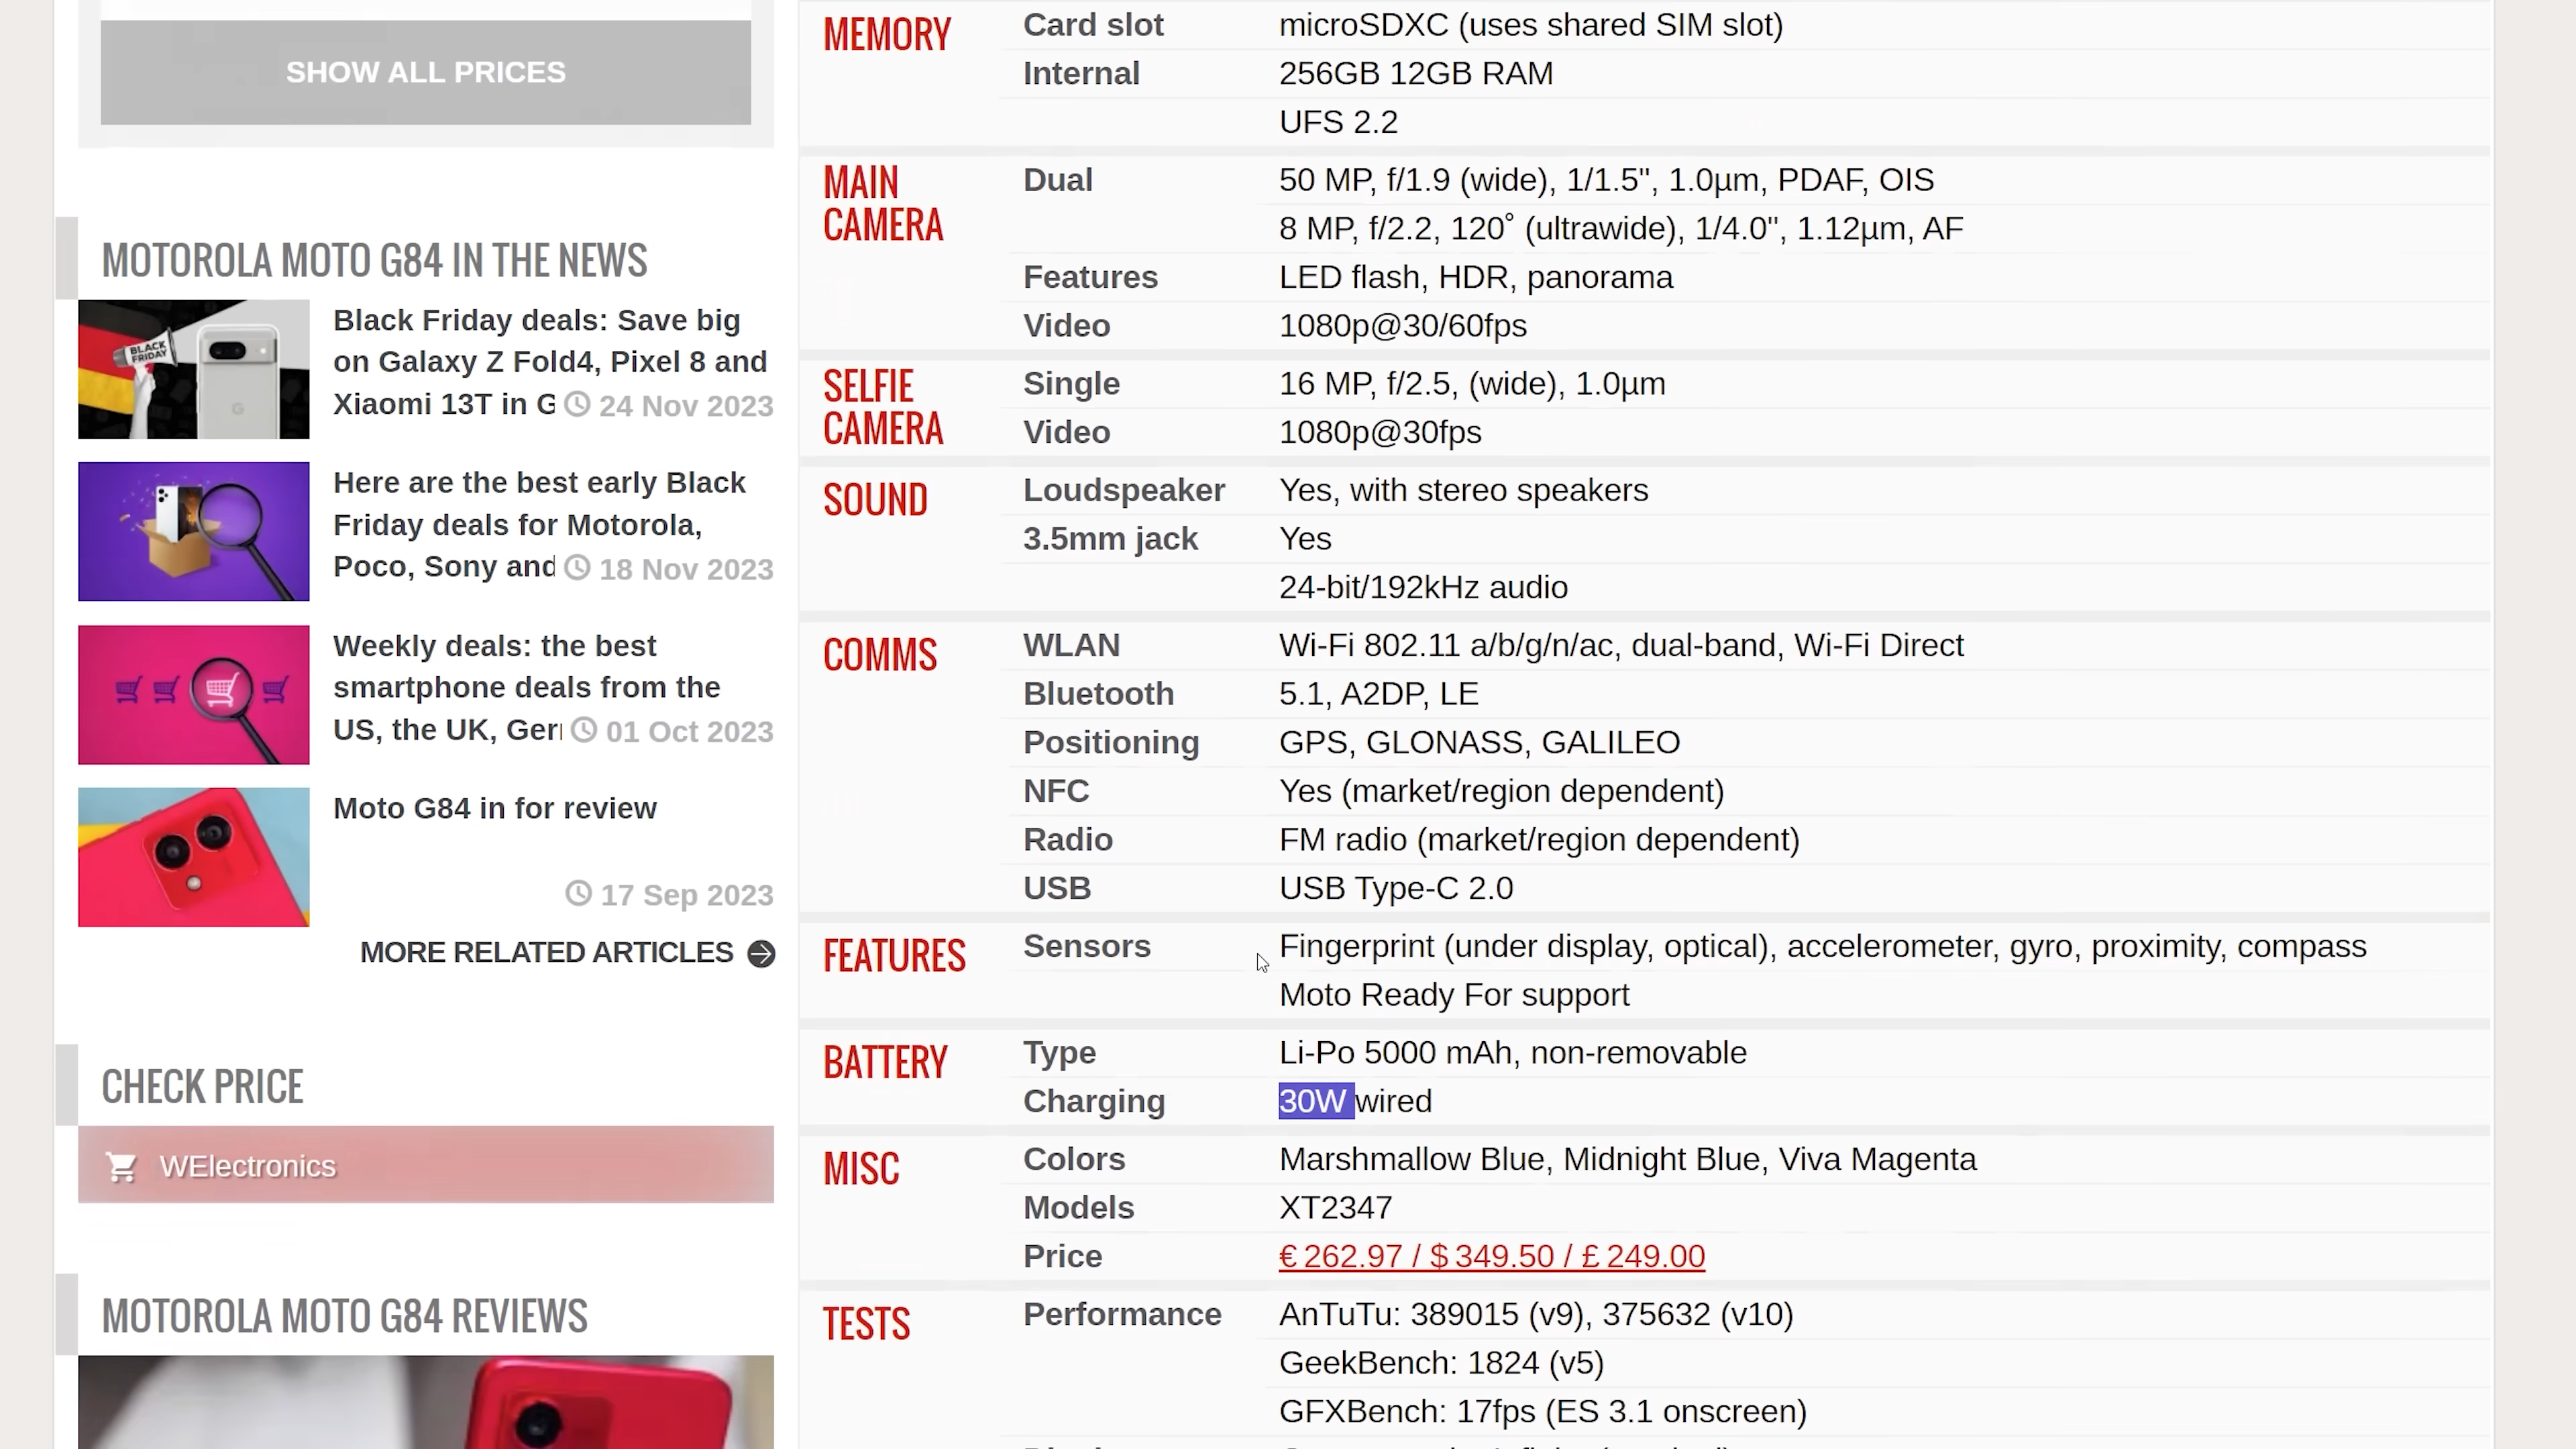 SHOW ALL PRICES
MOTOROLA MOTO G84 IN THE NEWS
BLACK FRIDAY
Black Friday deals: Save big
on Galaxy Z Fold4, Pixel 8 and
Xiaomi 13T in G 24 Nov 2023
Here are the best early Black
Friday deals for Motorola,
Poco, Sony and 18 Nov 2023
Weekly deals: the best
smartphone deals from the
US, the UK, Ger 01 Oct 2023
Moto G84 in for review
17 Sep 2023
MORE RELATED ARTICLES
CHECK PRICE
WElectronics
MOTOROLA MOTO G84 REVIEWS
MEMORY Card slot microSDXC (uses shared SIM slot)
Internal 256GB 12GB RAM
UFS 2.2
MAIN CAMERA Dual 50 MP, f/1.9 (wide), 1/1.5", 1.0µm, PDAF, OIS
8 MP, f/2.2, 120˚ (ultrawide), 1/4.0", 1.12µm, AF
Features LED flash, HDR, panorama
Video 1080p@30/60fps
SELFIE CAMERA Single 16 MP, f/2.5, (wide), 1.0µm
Video 1080p@30fps
SOUND Loudspeaker Yes, with stereo speakers
3.5mm jack Yes
24-bit/192kHz audio
COMMS WLAN Wi-Fi 802.11 a/b/g/n/ac, dual-band, Wi-Fi Direct
Bluetooth 5.1, A2DP, LE
Positioning GPS, GLONASS, GALILEO
NFC Yes (market/region dependent)
Radio FM radio (market/region dependent)
USB USB Type-C 2.0
FEATURES Sensors Fingerprint (under display, optical), accelerometer, gyro, proximity, compass
Moto Ready For support
BATTERY Type Li-Po 5000 mAh, non-removable
Charging 30W wired
MISC Colors Marshmallow Blue, Midnight Blue, Viva Magenta
Models XT2347
Price € 262.97 / $ 349.50 / £ 249.00
TESTS Performance AnTuTu: 389015 (v9), 375632 (v10)
GeekBench: 1824 (v5)
GFXBench: 17fps (ES 3.1 onscreen)